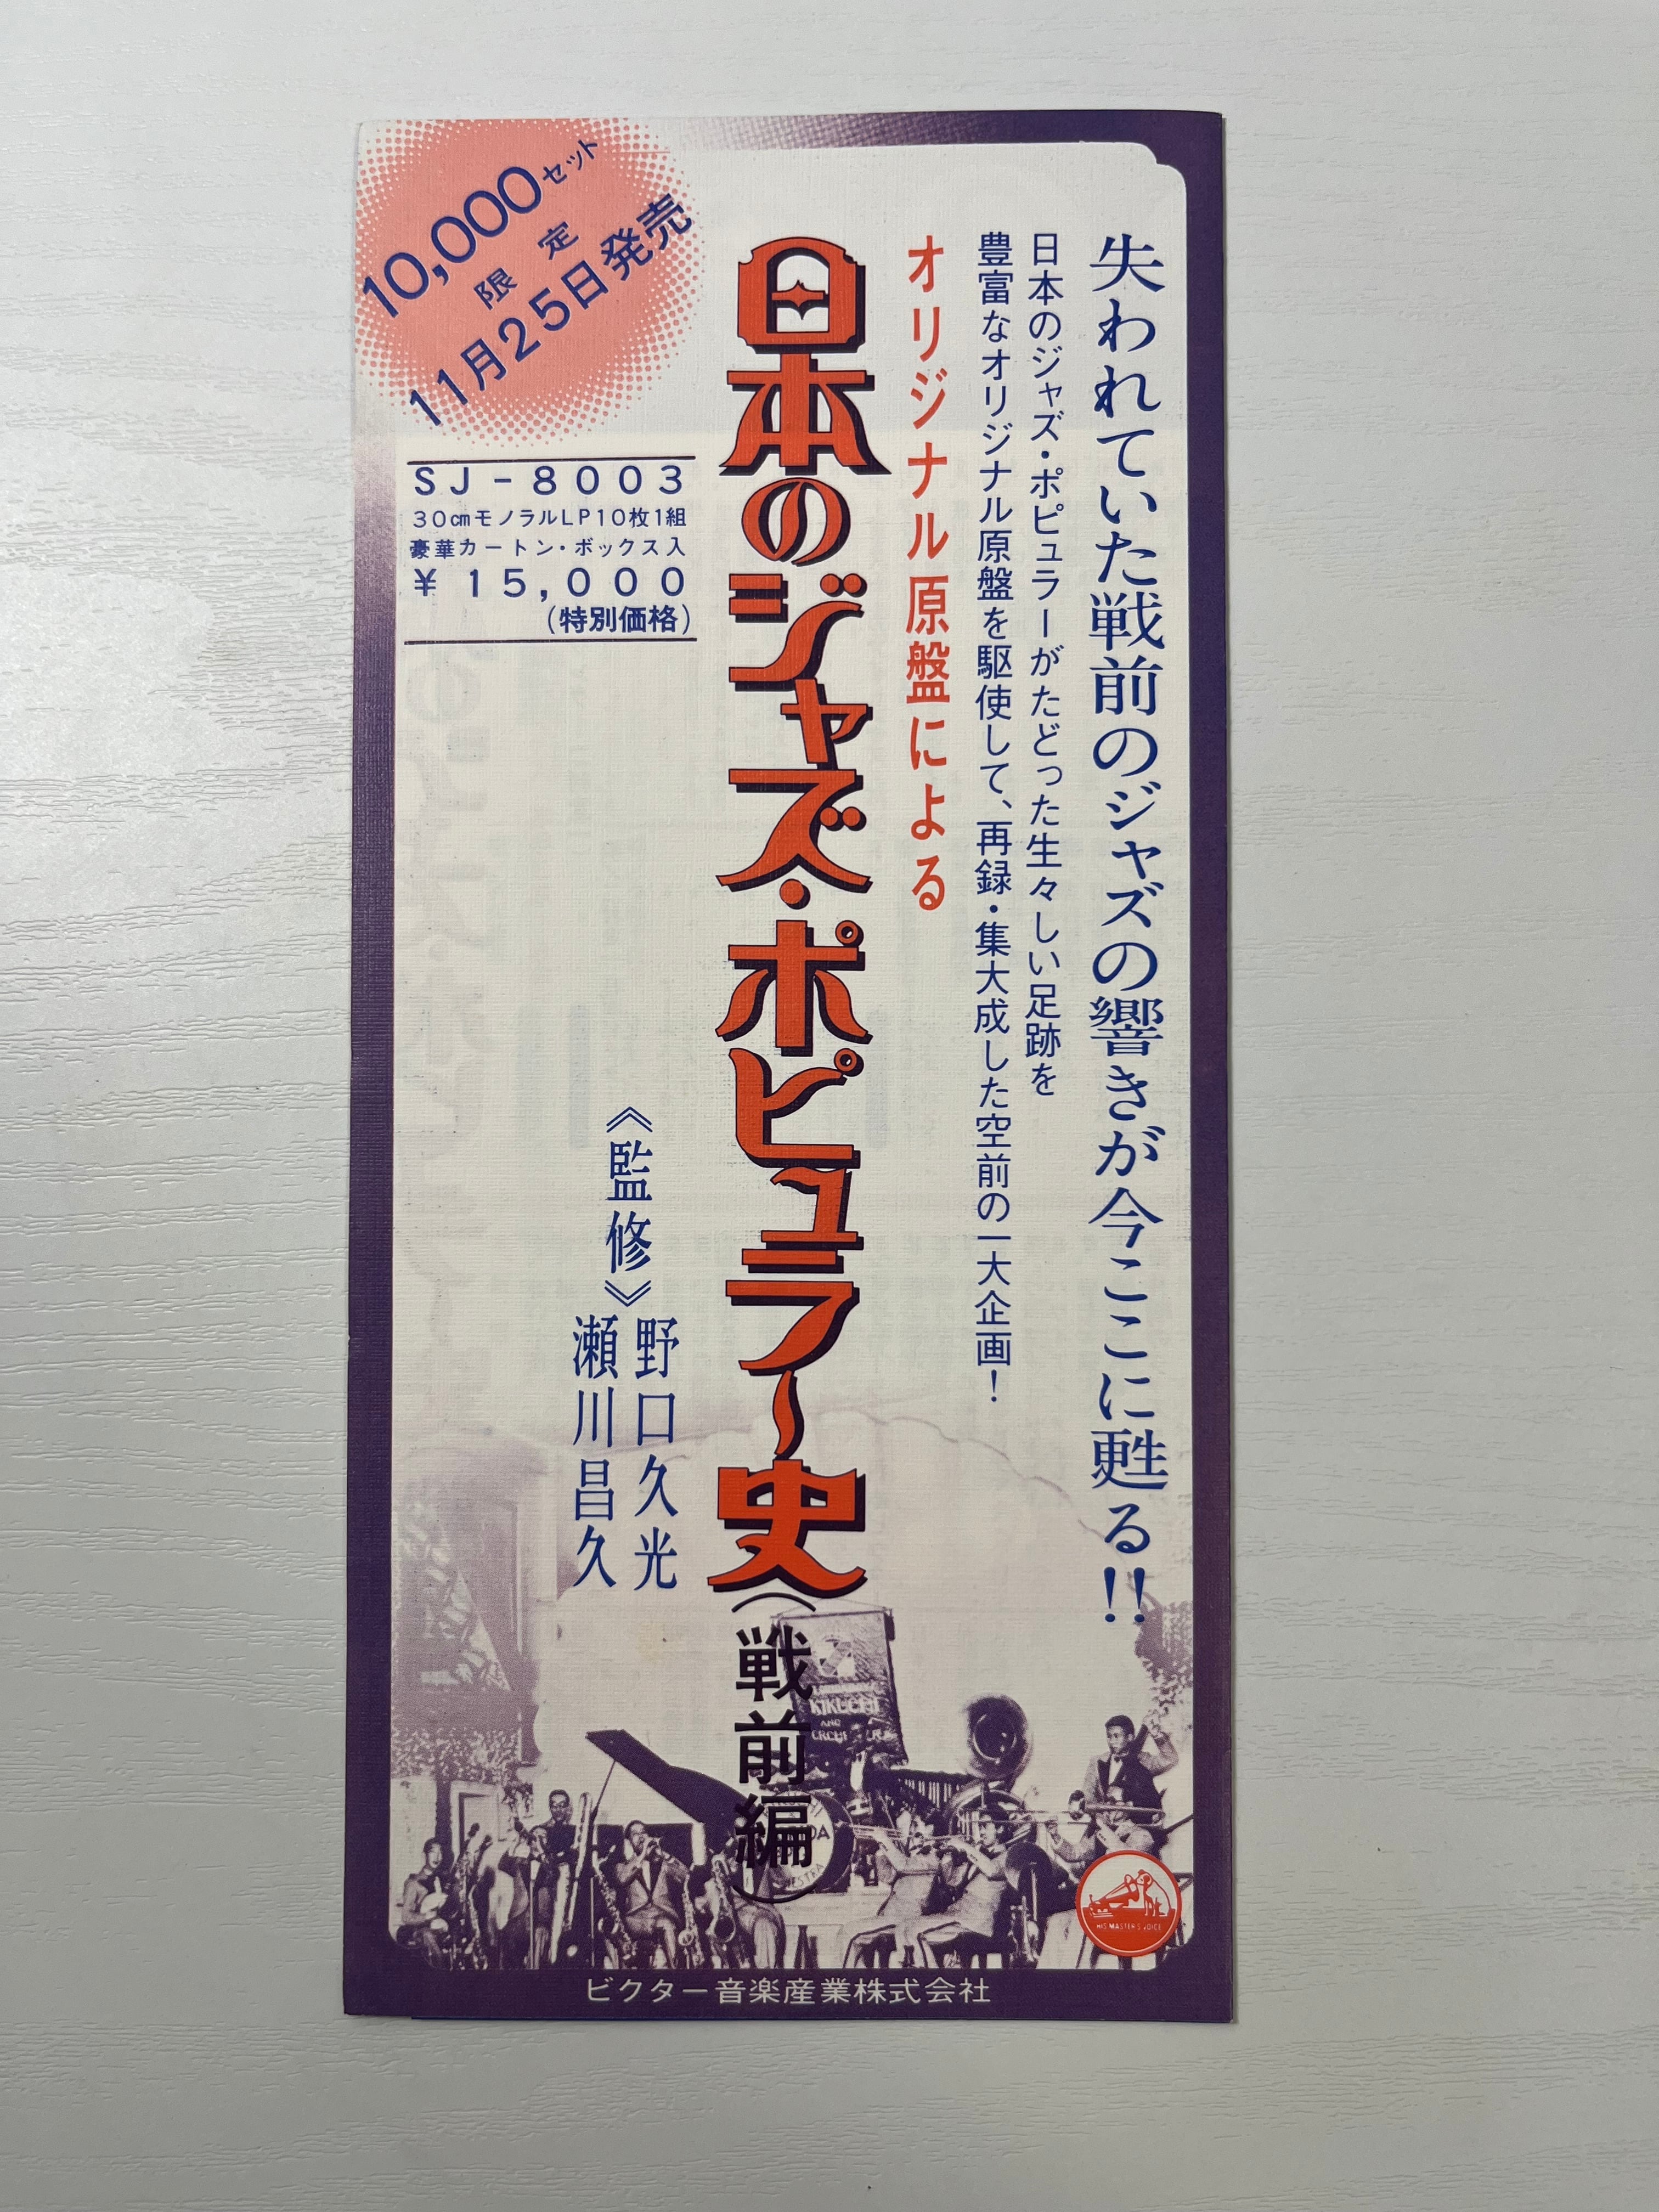 失われていた戦前のジャズの響きが今ここに甦る!!
日本のジャズ・ポピュラーがたどった生々しい足跡を
豊富なオリジナル原盤を駆使して、再録・集大成した空前の一大企画!
オリジナル原盤による
日本のジャズ・ポピュラー史
(戦前編)
《監修》
野口久光
瀬川昌久
10,000セット
限定
11月25日発売
SJ-8003
30㎝モノラルLP10枚1組
豪華カートン・ボックス入
¥15,000
(特別価格)
KIKUCHI
AND
HIS MASTER'S VOICE
ビクター音楽産業株式会社